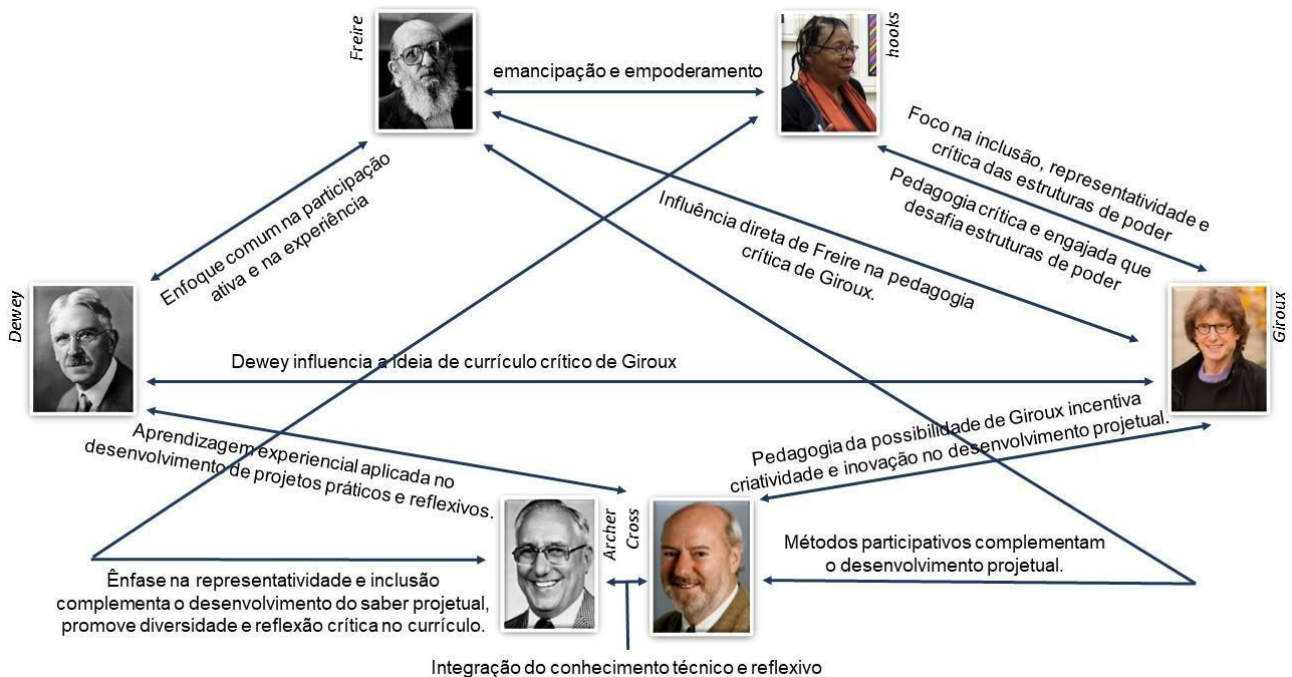 Freire
hooks
emancipação e empoderamento
Foco na inclusão, representatividade e
crítica das estruturas de poder
Pedagogia crítica e engajada que
desafia estruturas de poder
Enfoque comum na participação
ativa e na experiência
Influência direta de Freire na pedagogia
crítica de Giroux.
Dewey
Giroux
Dewey influencia a ideia de currículo crítico de Giroux
Aprendizagem experiencial aplicada no
desenvolvimento de projetos práticos e reflexivos.
Pedagogia da possibilidade de Giroux incentiva
criatividade e inovação no desenvolvimento projetual.
Archer
Cross
Métodos participativos complementam
o desenvolvimento projetual.
Ênfase na representatividade e inclusão
complementa o desenvolvimento do saber projetual,
promove diversidade e reflexão crítica no currículo.
Integração do conhecimento técnico e reflexivo